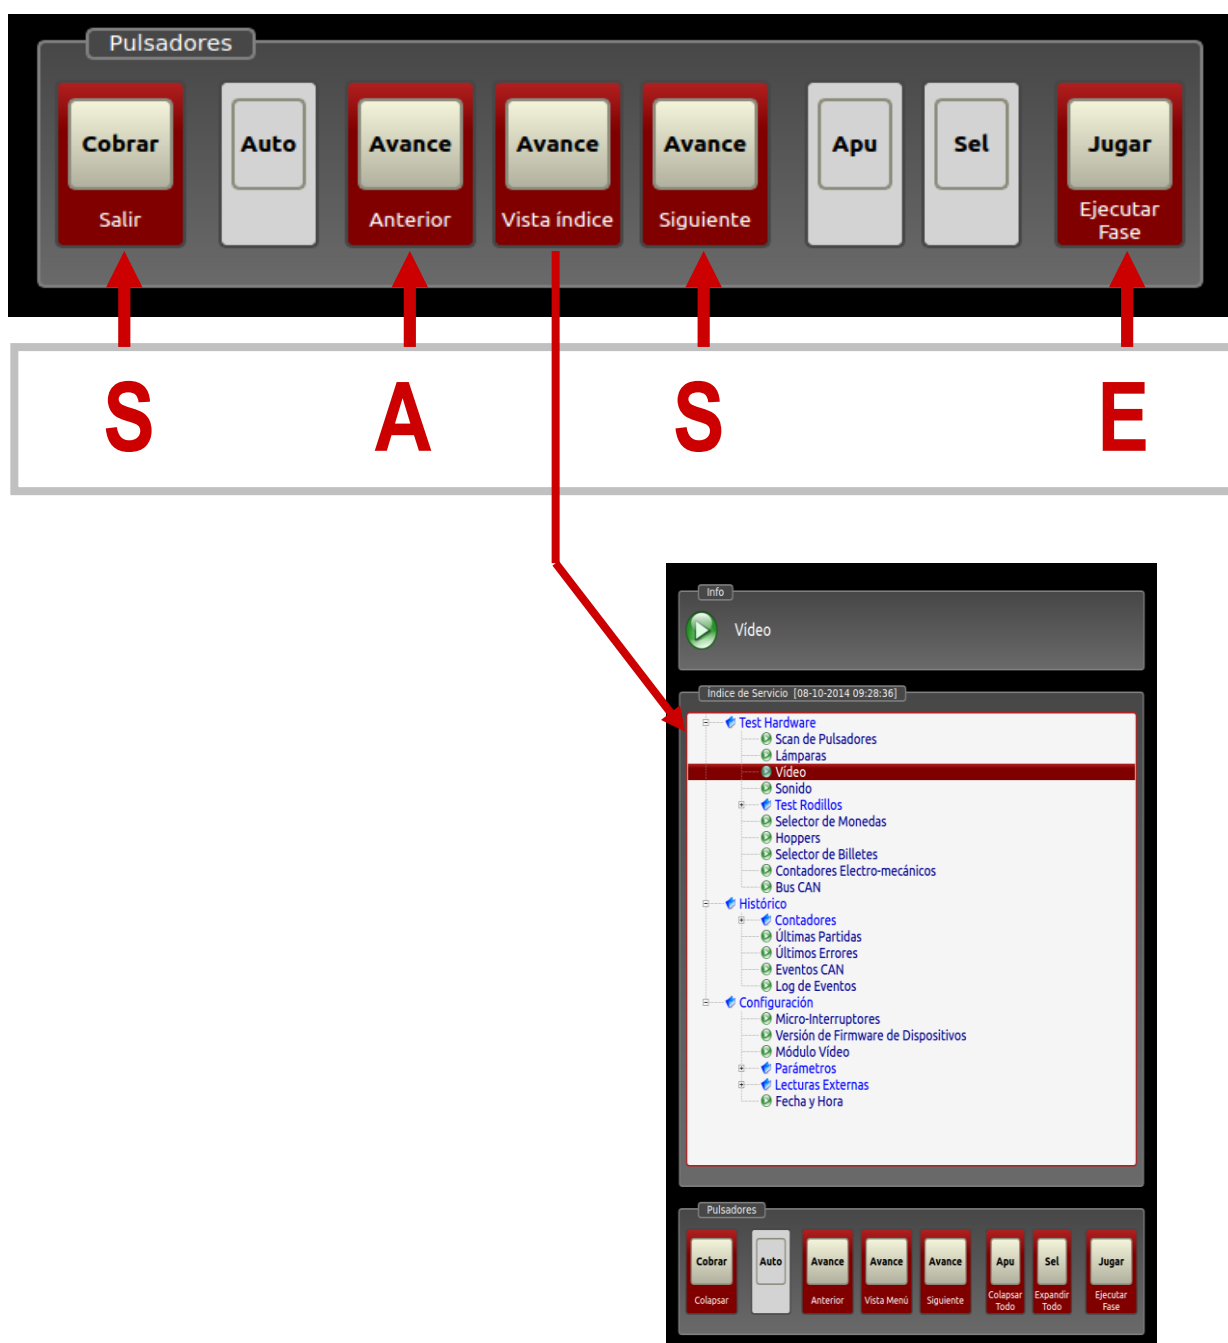 Pulsadores
Cobrar Auto Avance Avance Avance Apu Sel Jugar
Salir Anterior Vista índice Siguiente Ejecutar
Fase
S A S E
Info
Vídeo
Indice de Servicio [08-10-2014 09:28:36]
Test Hardware
Scan de Pulsadores
Lámparas
Vídeo
Sonido
Test Rodillos
Selector de Monedas
Hoppers
Selector de Billetes
Contadores Electro-mecánicos
Bus CAN
Histórico
Contadores
Últimas Partidas
Últimos Errores
Eventos CAN
Log de Eventos
Configuración
Micro-Interruptores
Versión de Firmware de Dispositivos
Módulo Vídeo
Parámetros
Lecturas Externas
Fecha y Hora
Pulsadores
Cobrar Auto Avance Avance Avance Apu Sel Jugar
Colapsar Anterior Vista Menú Siguiente Colapsar Expandir Ejecutar
Todo Todo Fase